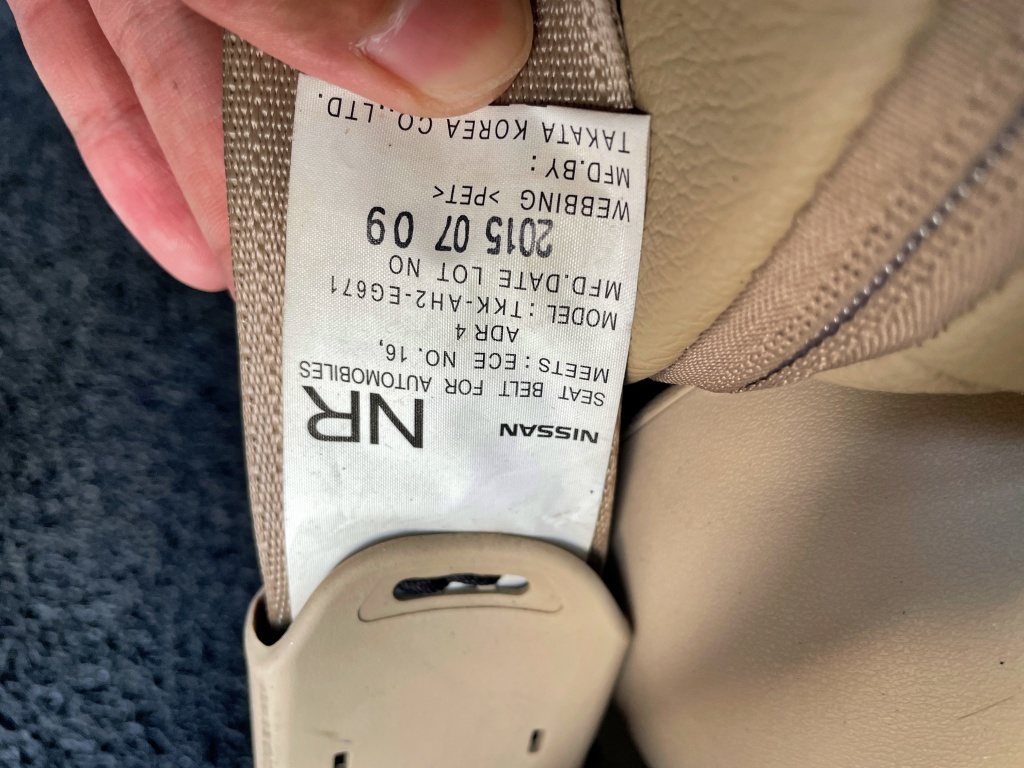 NISSAN NR
SEAT BELT FOR AUTOMOBILES
MEETS : ECE NO. 16,
ADR 4
MODEL : TKK-AH2-EG671
MFD.DATE LOT NO
2015 07 09
WEBBING >PET<
MFD.BY :
TAKATA KOREA CO.,LTD.